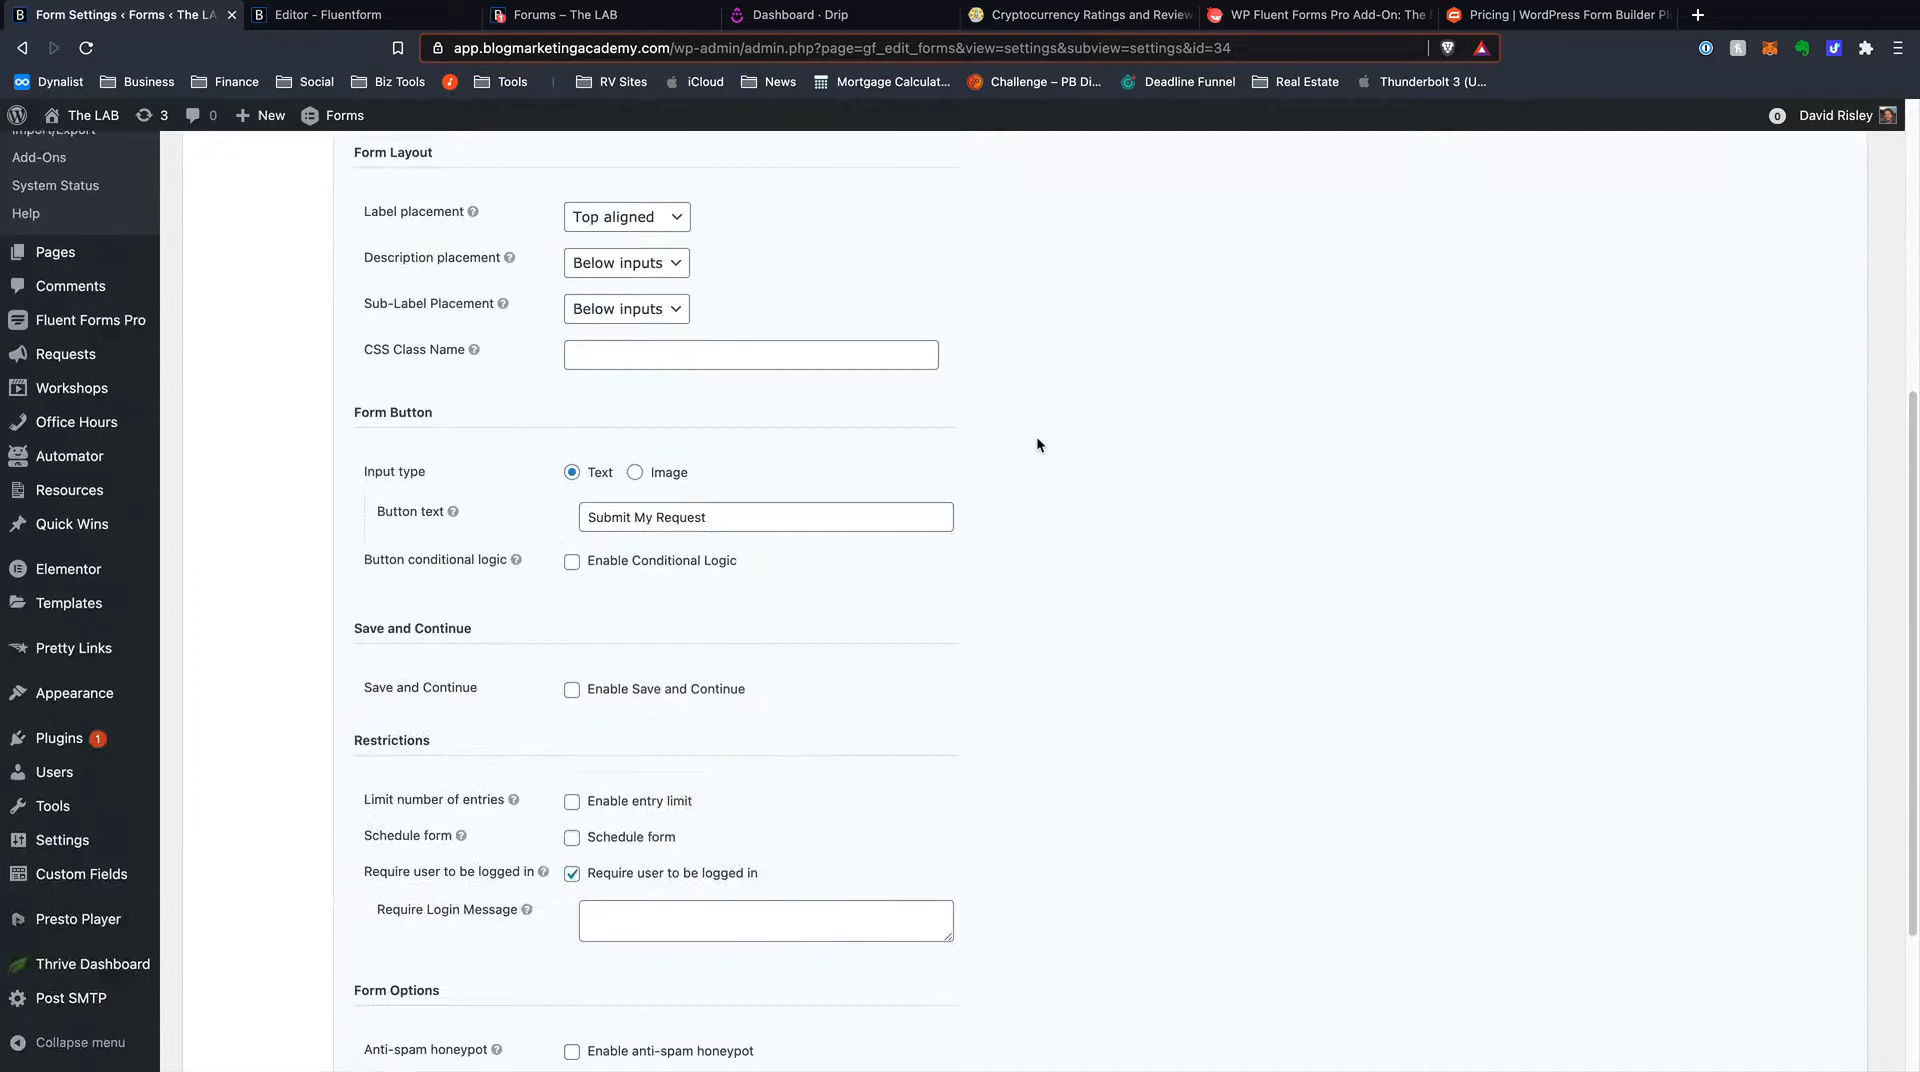 Form Settings ‹ Forms ‹ The LA
Editor - Fluentform
Forums – The LAB
Dashboard · Drip
Cryptocurrency Ratings and Review
WP Fluent Forms Pro Add-On: The
Pricing | WordPress Form Builder Pl
app.blogmarketingacademy.com/wp-admin/admin.php?page=gf_edit_forms&view=settings&subview=settings&id=34
Dynalist
Business
Finance
Social
Biz Tools
Tools
RV Sites
iCloud
News
Mortgage Calculat...
Challenge – PB Di...
Deadline Funnel
Real Estate
Thunderbolt 3 (U...
The LAB
3
0
New
Forms
0
David Risley
Import/Export
Add-Ons
System Status
Help
Pages
Comments
Fluent Forms Pro
Requests
Workshops
Office Hours
Automator
Resources
Quick Wins
Elementor
Templates
Pretty Links
Appearance
Plugins 1
Users
Tools
Settings
Custom Fields
Presto Player
Thrive Dashboard
Post SMTP
Collapse menu
Form Layout
Label placement
Top aligned
Description placement
Below inputs
Sub-Label Placement
Below inputs
CSS Class Name
Form Button
Input type
Text
Image
Button text
Submit My Request
Button conditional logic
Enable Conditional Logic
Save and Continue
Save and Continue
Enable Save and Continue
Restrictions
Limit number of entries
Enable entry limit
Schedule form
Schedule form
Require user to be logged in
Require user to be logged in
Require Login Message
Form Options
Anti-spam honeypot
Enable anti-spam honeypot